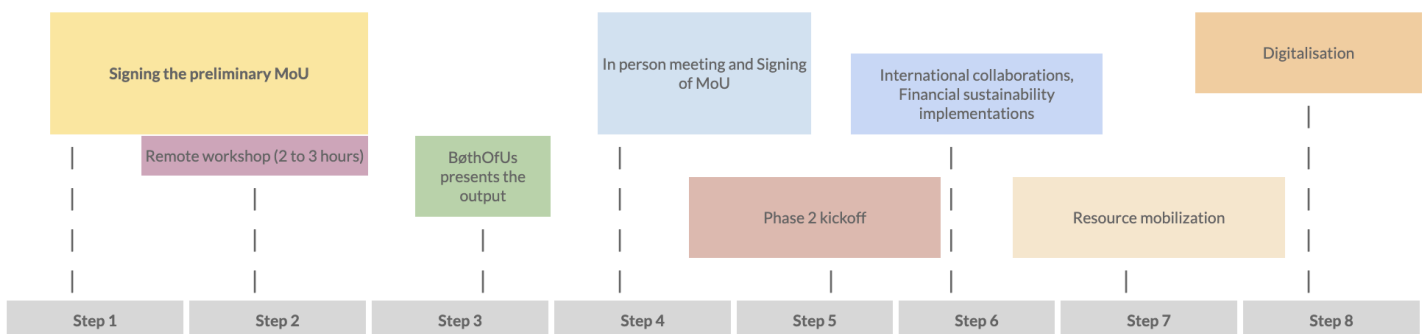 Signing the preliminary MoU
Remote workshop (2 to 3 hours)
BøthOfUs
presents the
output
In person meeting and Signing
of MoU
Phase 2 kickoff
International collaborations,
Financial sustainability
implementations
Resource mobilization
Digitalisation
Step 1
Step 2
Step 3
Step 4
Step 5
Step 6
Step 7
Step 8